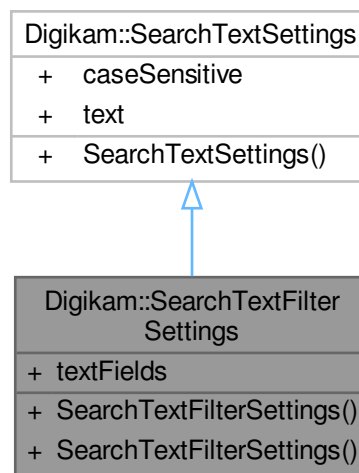 Digikam::SearchTextSettings
+ caseSensitive
+ text
+ SearchTextSettings()
Digikam::SearchTextFilter
Settings
+ textFields
+ SearchTextFilterSettings()
+ SearchTextFilterSettings()